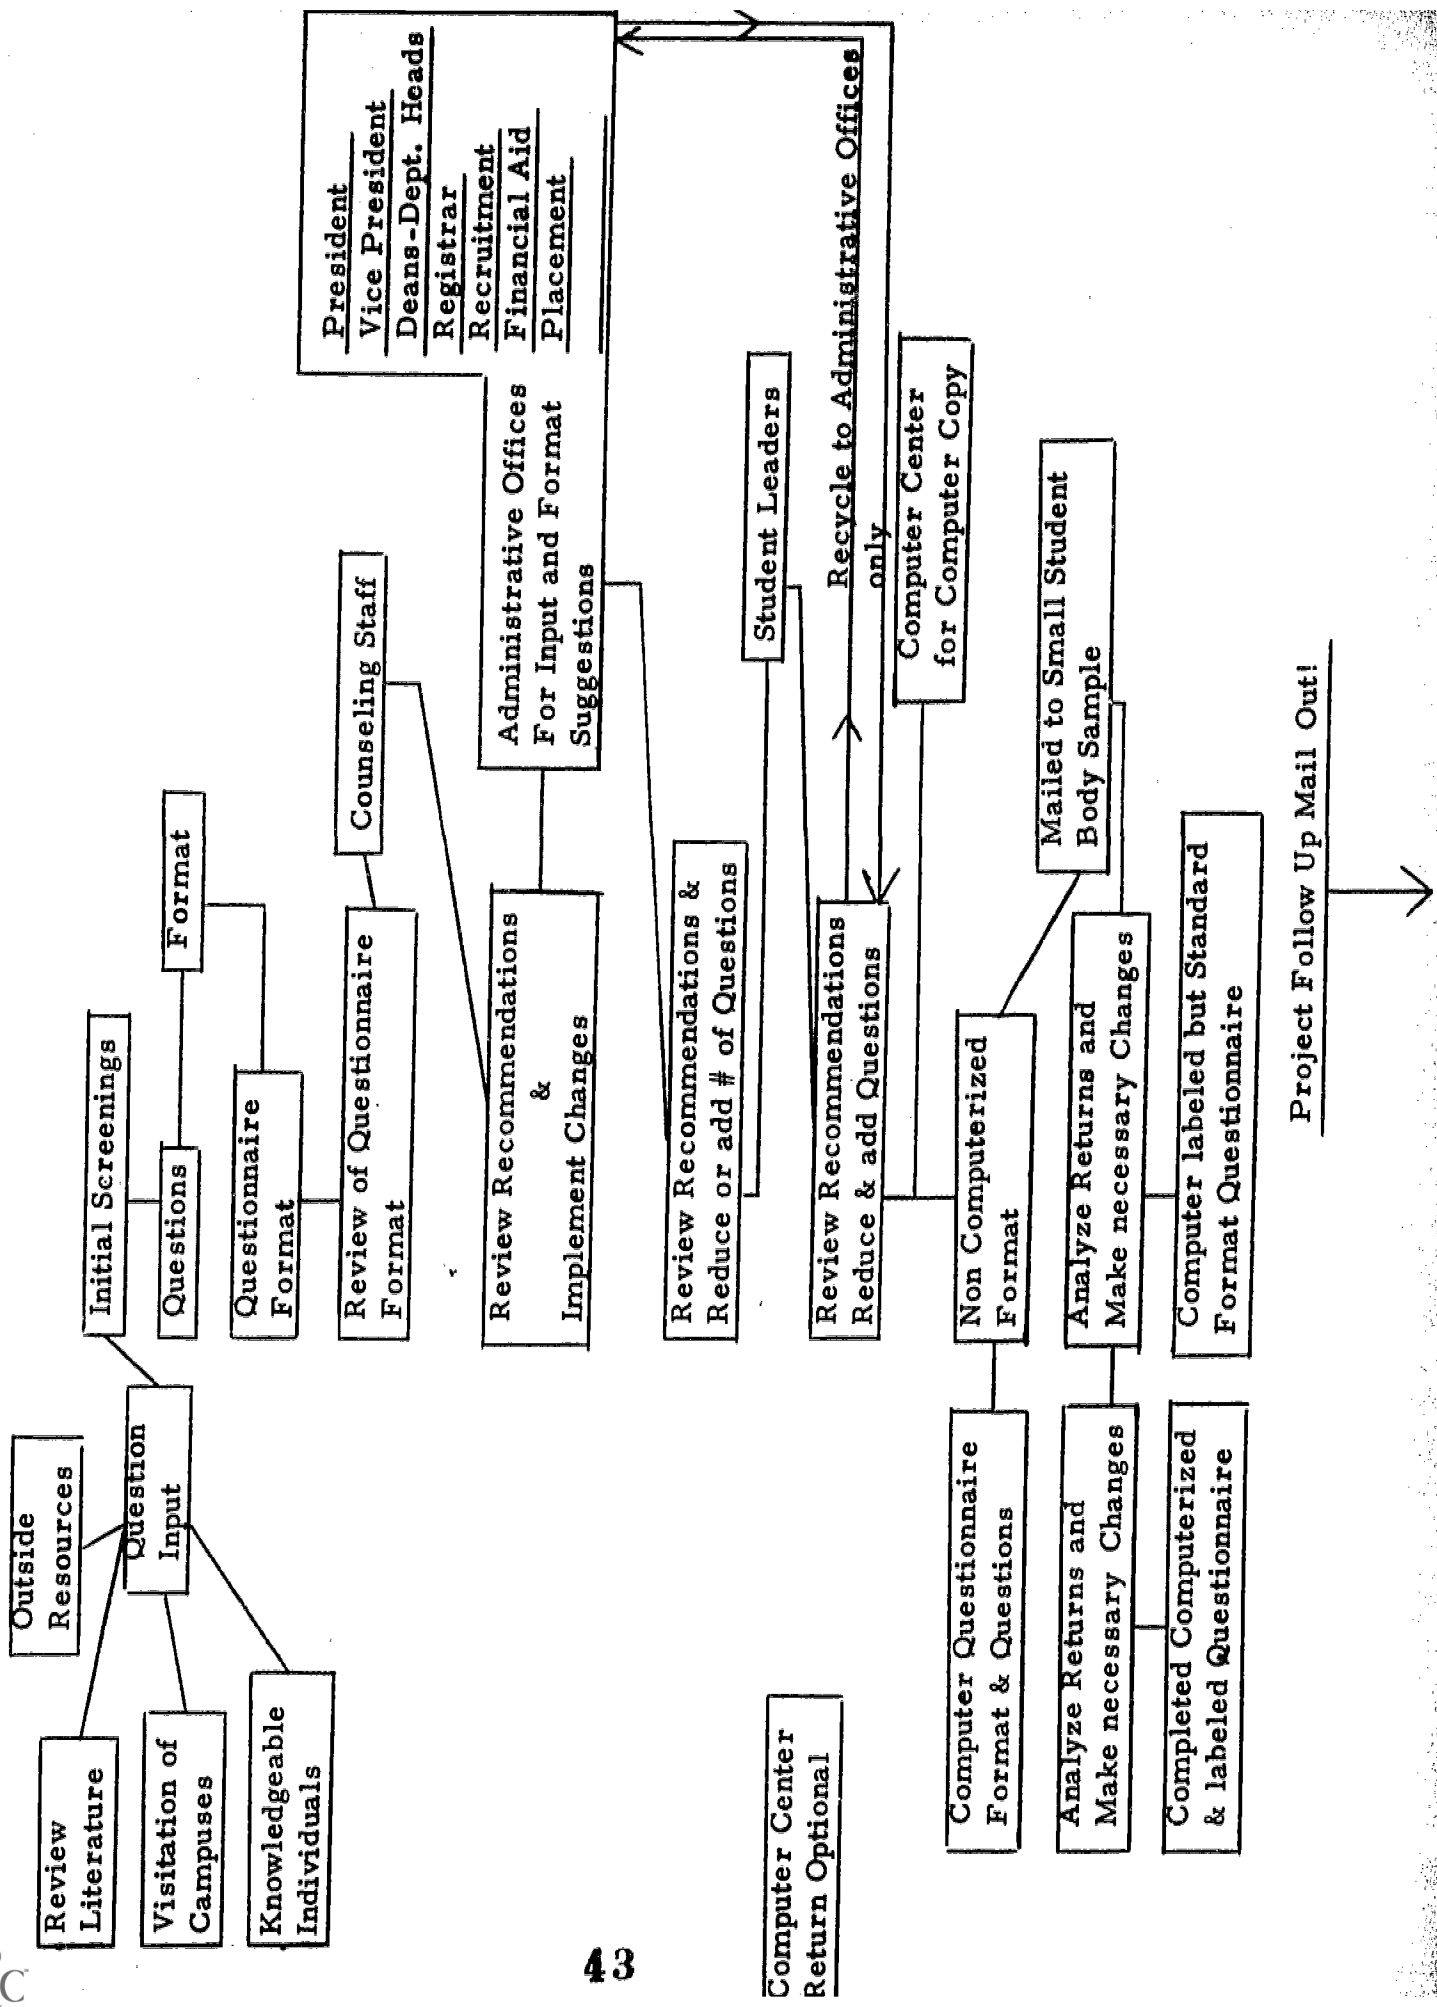 Outside
Resources
Review
Literature
Question
Input
Visitation of
Campuses
Knowledgeable
Individuals
Initial Screenings
Questions
Format
Questionnaire
Format
Review of Questionnaire
Format
Counseling Staff
Review Recommendations
&
Implement Changes
Administrative Offices
For Input and Format
Suggestions
President
Vice President
Deans-Dept. Heads
Registrar
Recruitment
Financial Aid
Placement
Review Recommendations &
Reduce or add # of Questions
Student Leaders
Computer Center
Return Optional
Review Recommendations
Reduce & add Questions
Recycle to Administrative Offices
only
Computer Center
for Computer Copy
Computer Questionnaire
Format & Questions
Non Computerized
Format
Mailed to Small Student
Body Sample
Analyze Returns and
Make necessary Changes
Analyze Returns and
Make necessary Changes
Completed Computerized
& labeled Questionnaire
Computer labeled but Standard
Format Questionnaire
Project Follow Up Mail Out!
43
C